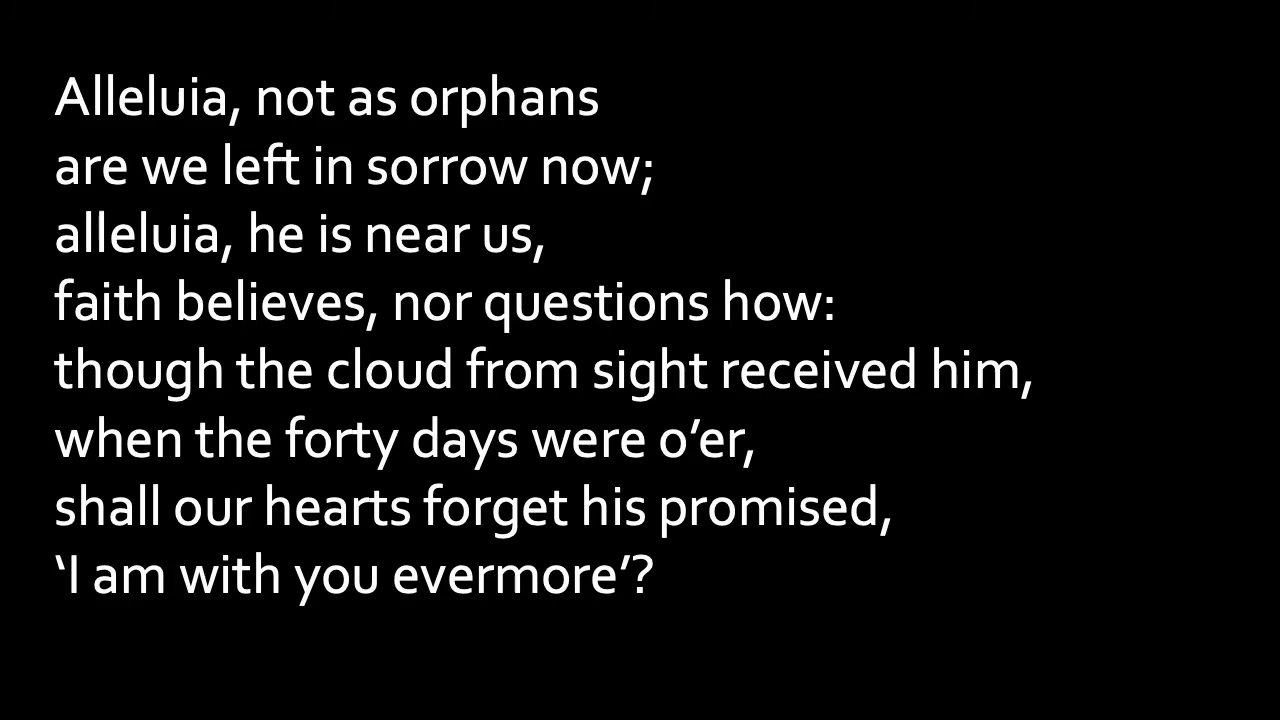 Alleluia, not as orphans
are we left in sorrow now;
alleluia, he is near us,
faith believes, nor questions how:
though the cloud from sight received him,
when the forty days were o’er,
shall our hearts forget his promised,
‘I am with you evermore’?